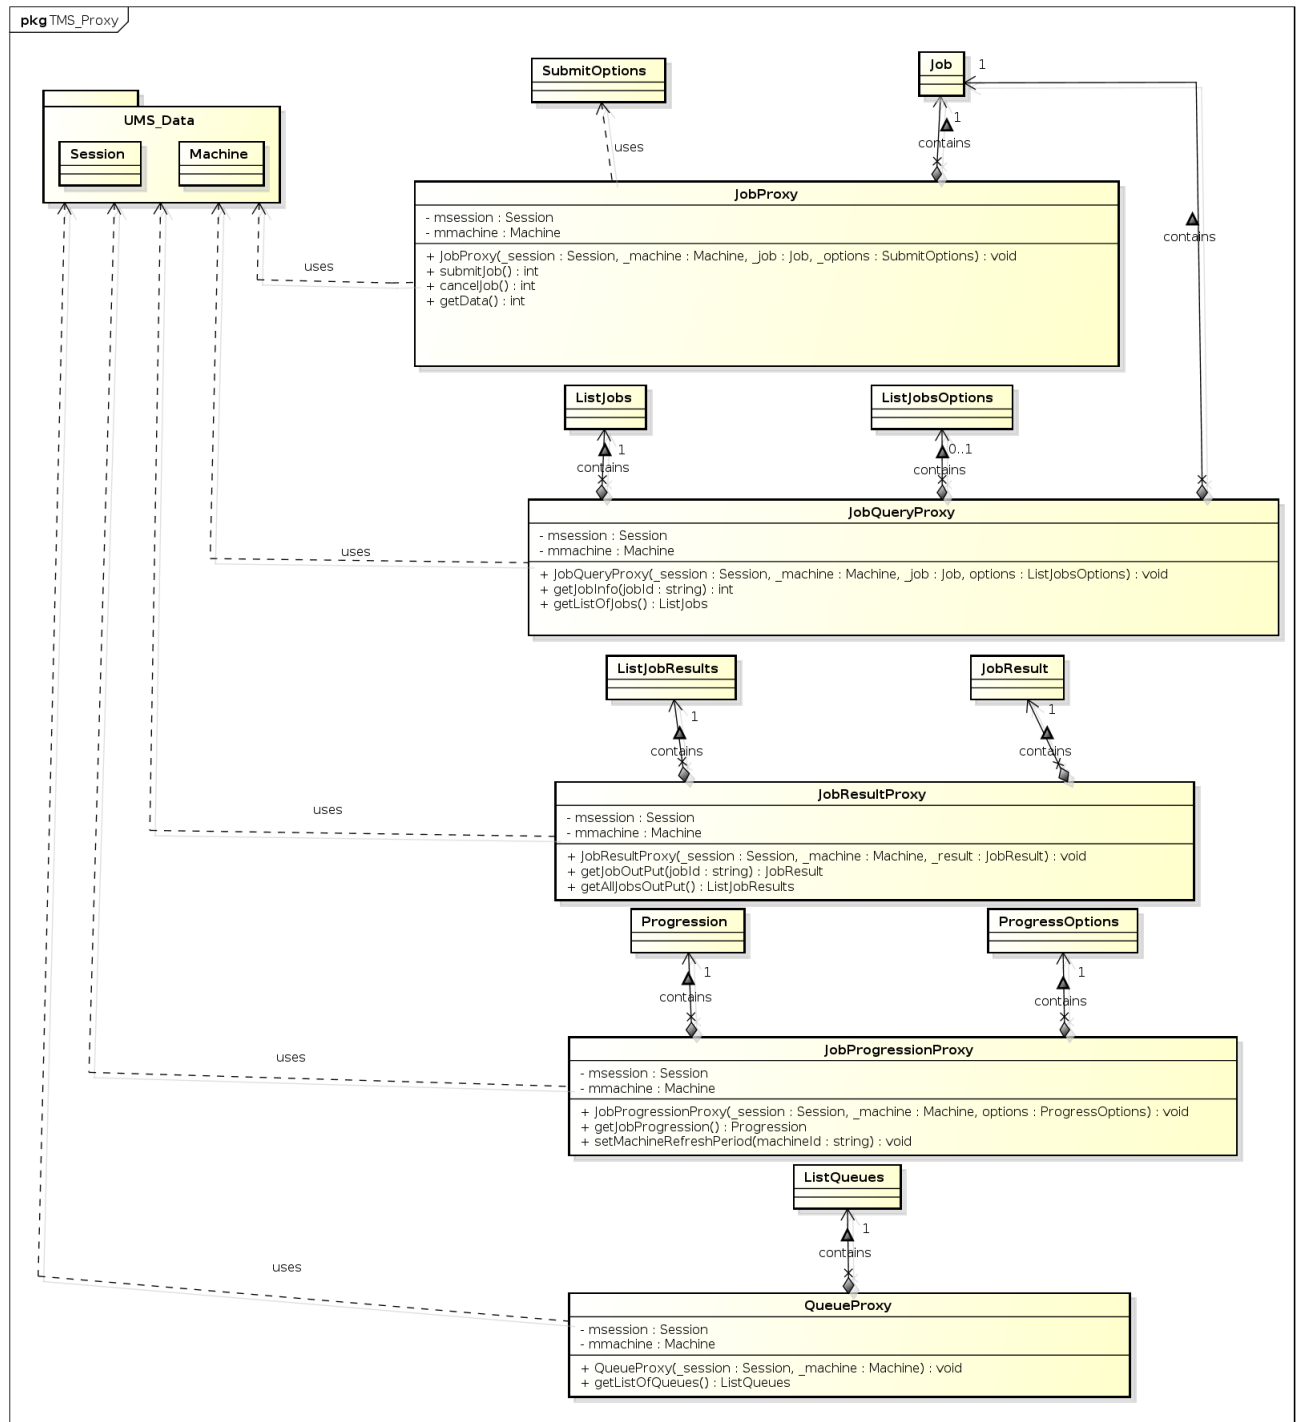 pkg TMS_Proxy
SubmitOptions
Job
1
UMS_Data
Session
Machine
1
contains
uses
JobProxy
- msession : Session
- mmachine : Machine
+ JobProxy(_session : Session, _machine : Machine, _job : Job, _options : SubmitOptions) : void
+ submitJob() : int
+ cancelJob() : int
+ getData() : int
contains
uses
ListJobs
ListJobsOptions
1
contains
0..1
contains
JobQueryProxy
- msession : Session
- mmachine : Machine
+ JobQueryProxy(_session : Session, _machine : Machine, _job : Job, options : ListJobsOptions) : void
+ getJobInfo(jobId : string) : int
+ getListOfJobs() : ListJobs
uses
ListJobResults
JobResult
1
contains
1
contains
JobResultProxy
- msession : Session
- mmachine : Machine
+ JobResultProxy(_session : Session, _machine : Machine, _result : JobResult) : void
+ getJobOutPut(jobId : string) : JobResult
+ getAllJobsOutPut() : ListJobResults
uses
Progression
ProgressOptions
1
contains
1
contains
JobProgressionProxy
- msession : Session
- mmachine : Machine
+ JobProgressionProxy(_session : Session, _machine : Machine, options : ProgressOptions) : void
+ getJobProgression() : Progression
+ setMachineRefreshPeriod(machineId : string) : void
uses
ListQueues
1
contains
uses
QueueProxy
- msession : Session
- mmachine : Machine
+ QueueProxy(_session : Session, _machine : Machine) : void
+ getListOfQueues() : ListQueues